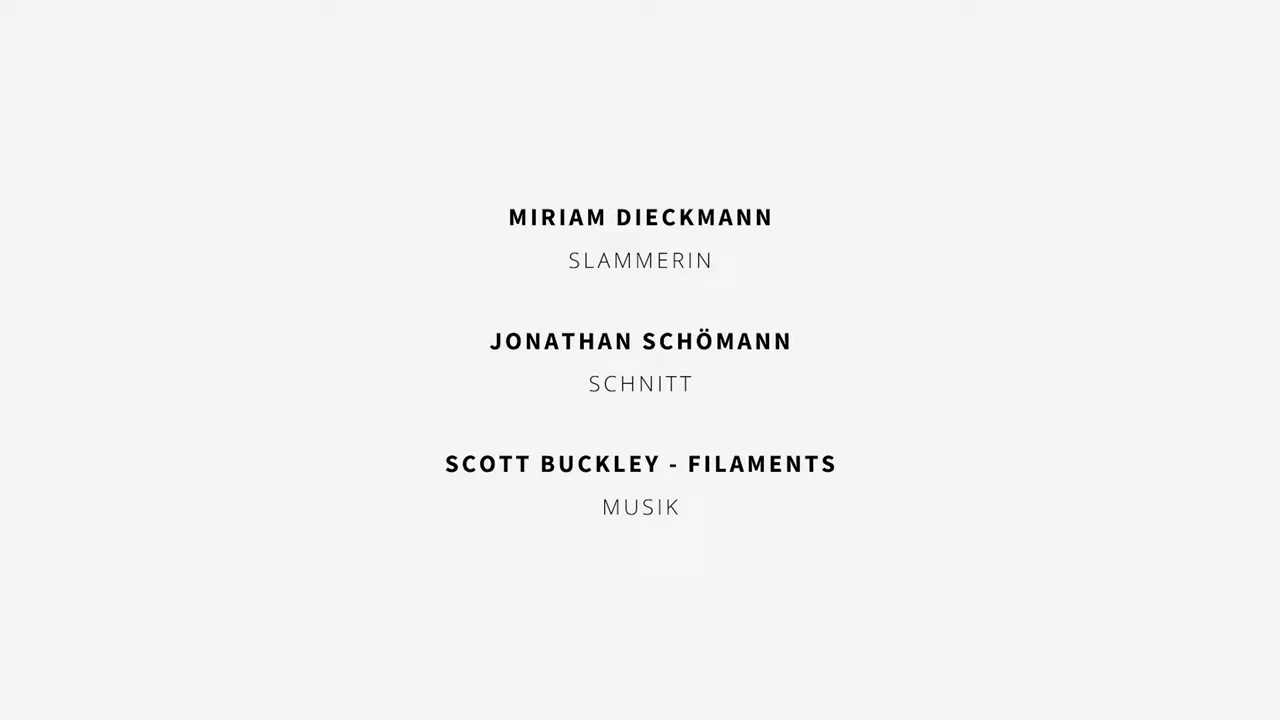 MIRIAM DIECKMANN
SLAMMERIN
JONATHAN SCHÖMANN
SCHNITT
SCOTT BUCKLEY - FILAMENTS
MUSIK